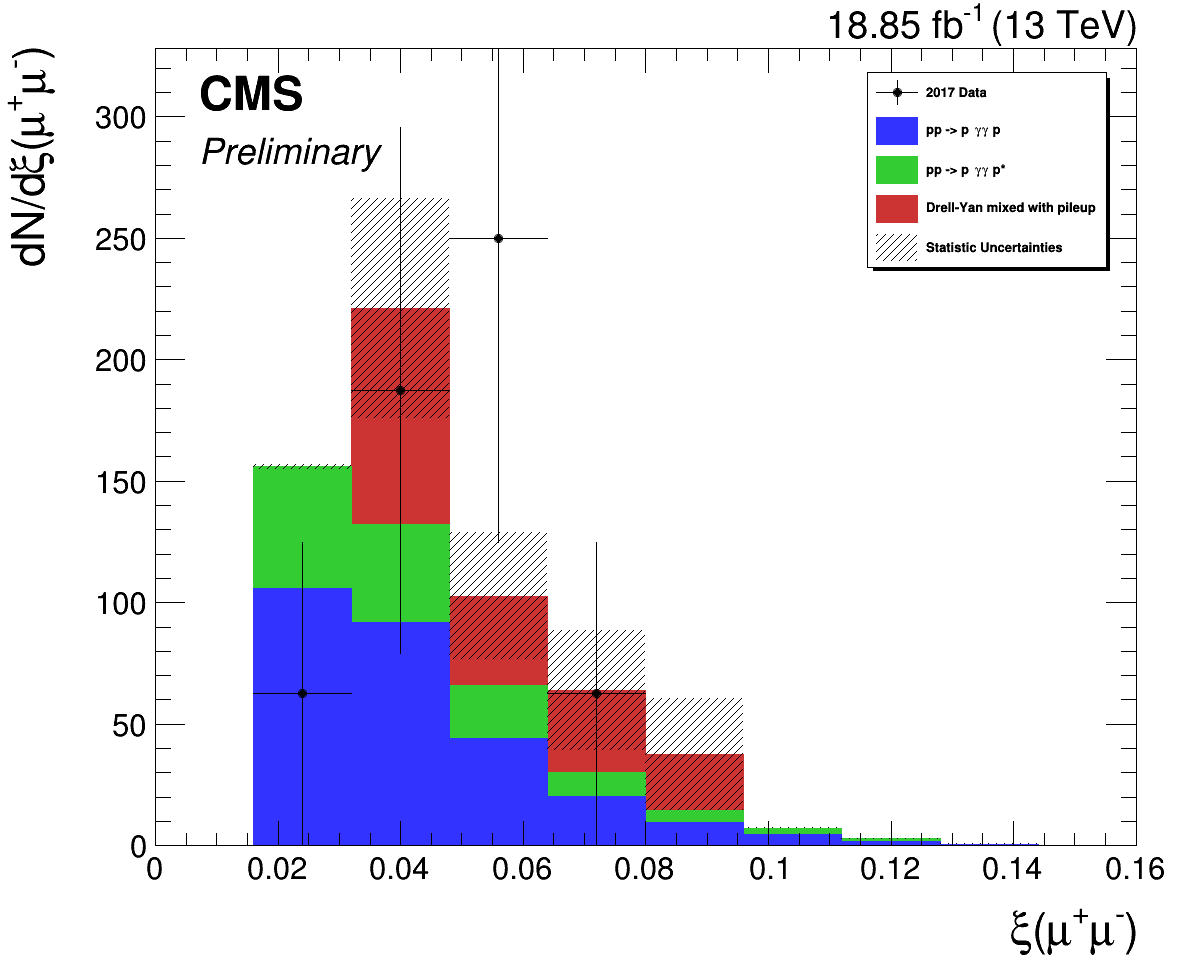 18.85 fb⁻¹ (13 TeV)
dN/dξ(μ⁺μ⁻)
CMS
Preliminary
2017 Data
pp -> p γγ p
pp -> p γγ p*
Drell-Yan mixed with pileup
Statistic Uncertainties
300
250
200
150
100
50
0
0 0.02 0.04 0.06 0.08 0.1 0.12 0.14 0.16
ξ(μ⁺μ⁻)